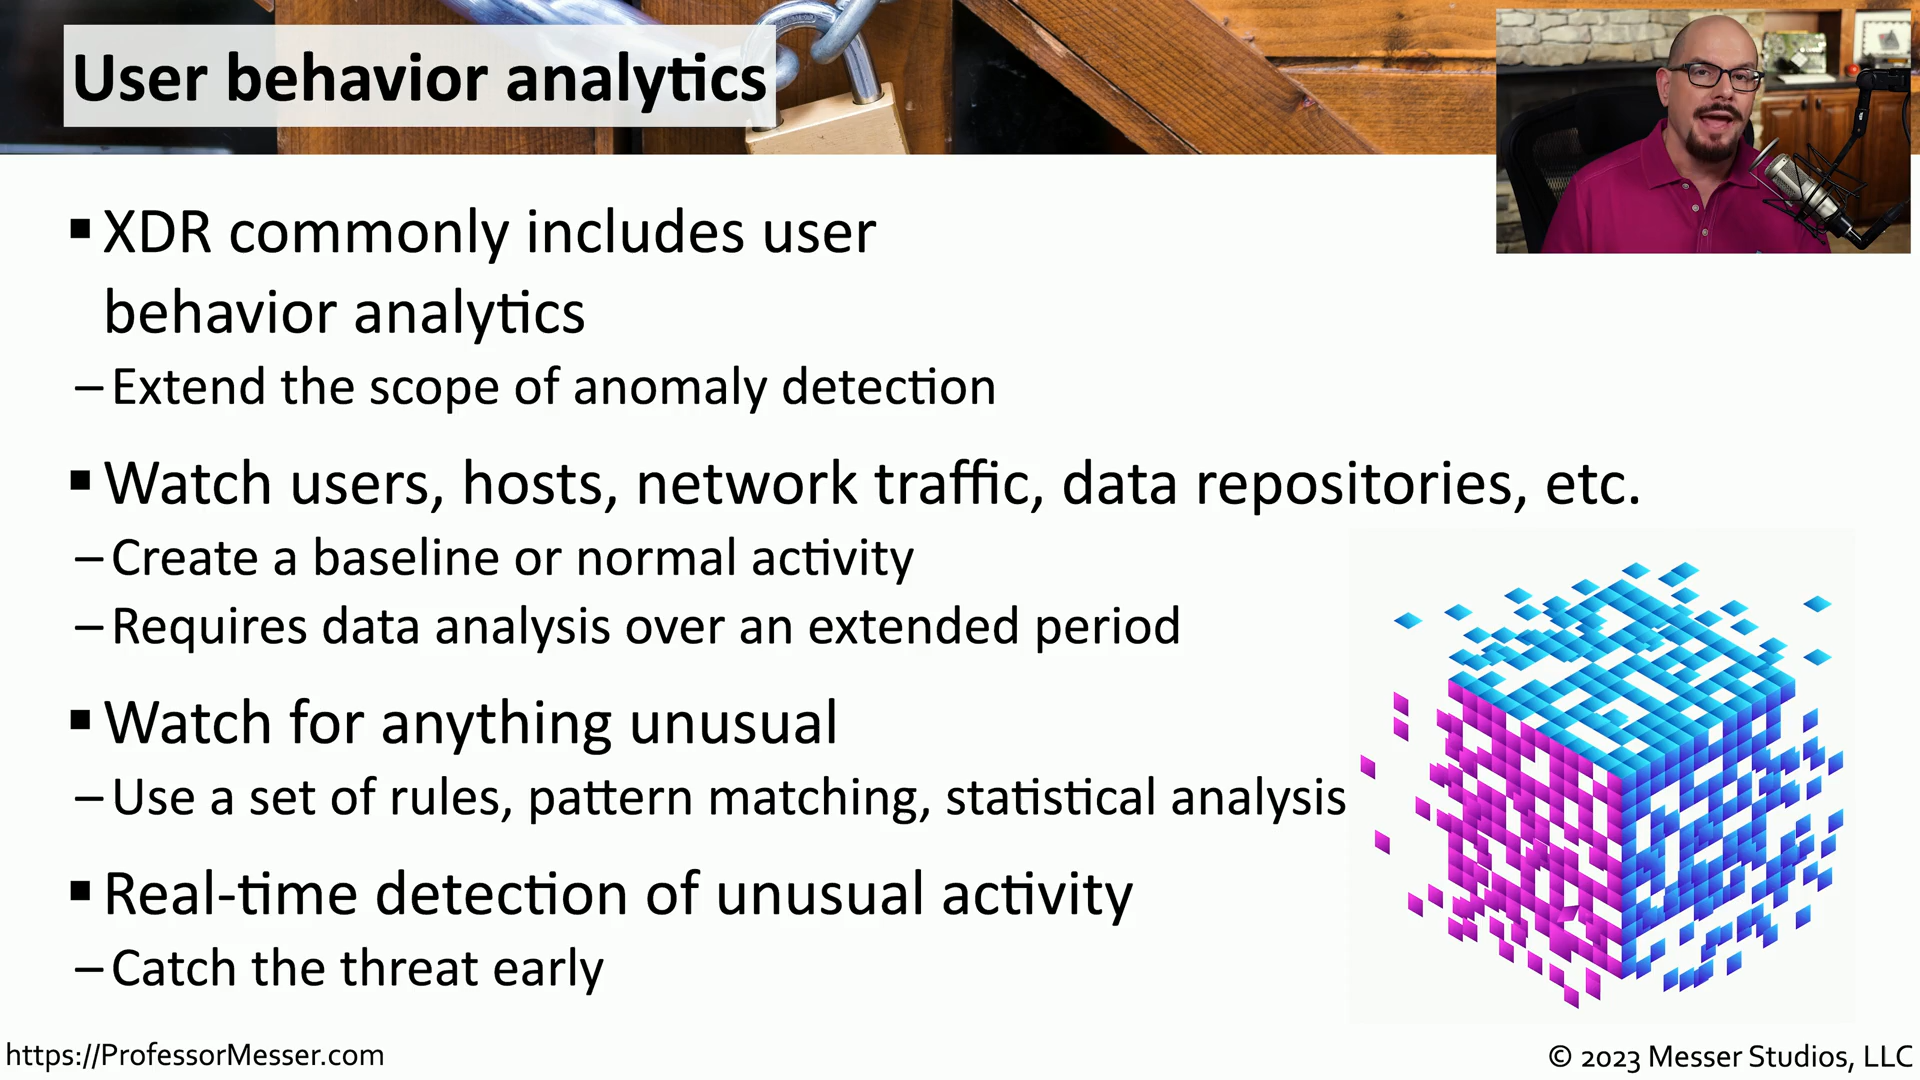 User behavior analytics
▪ XDR commonly includes user
behavior analytics
– Extend the scope of anomaly detection
▪ Watch users, hosts, network traffic, data repositories, etc.
– Create a baseline or normal activity
– Requires data analysis over an extended period
▪ Watch for anything unusual
– Use a set of rules, pattern matching, statistical analysis
▪ Real-time detection of unusual activity
– Catch the threat early
https://ProfessorMesser.com
© 2023 Messer Studios, LLC